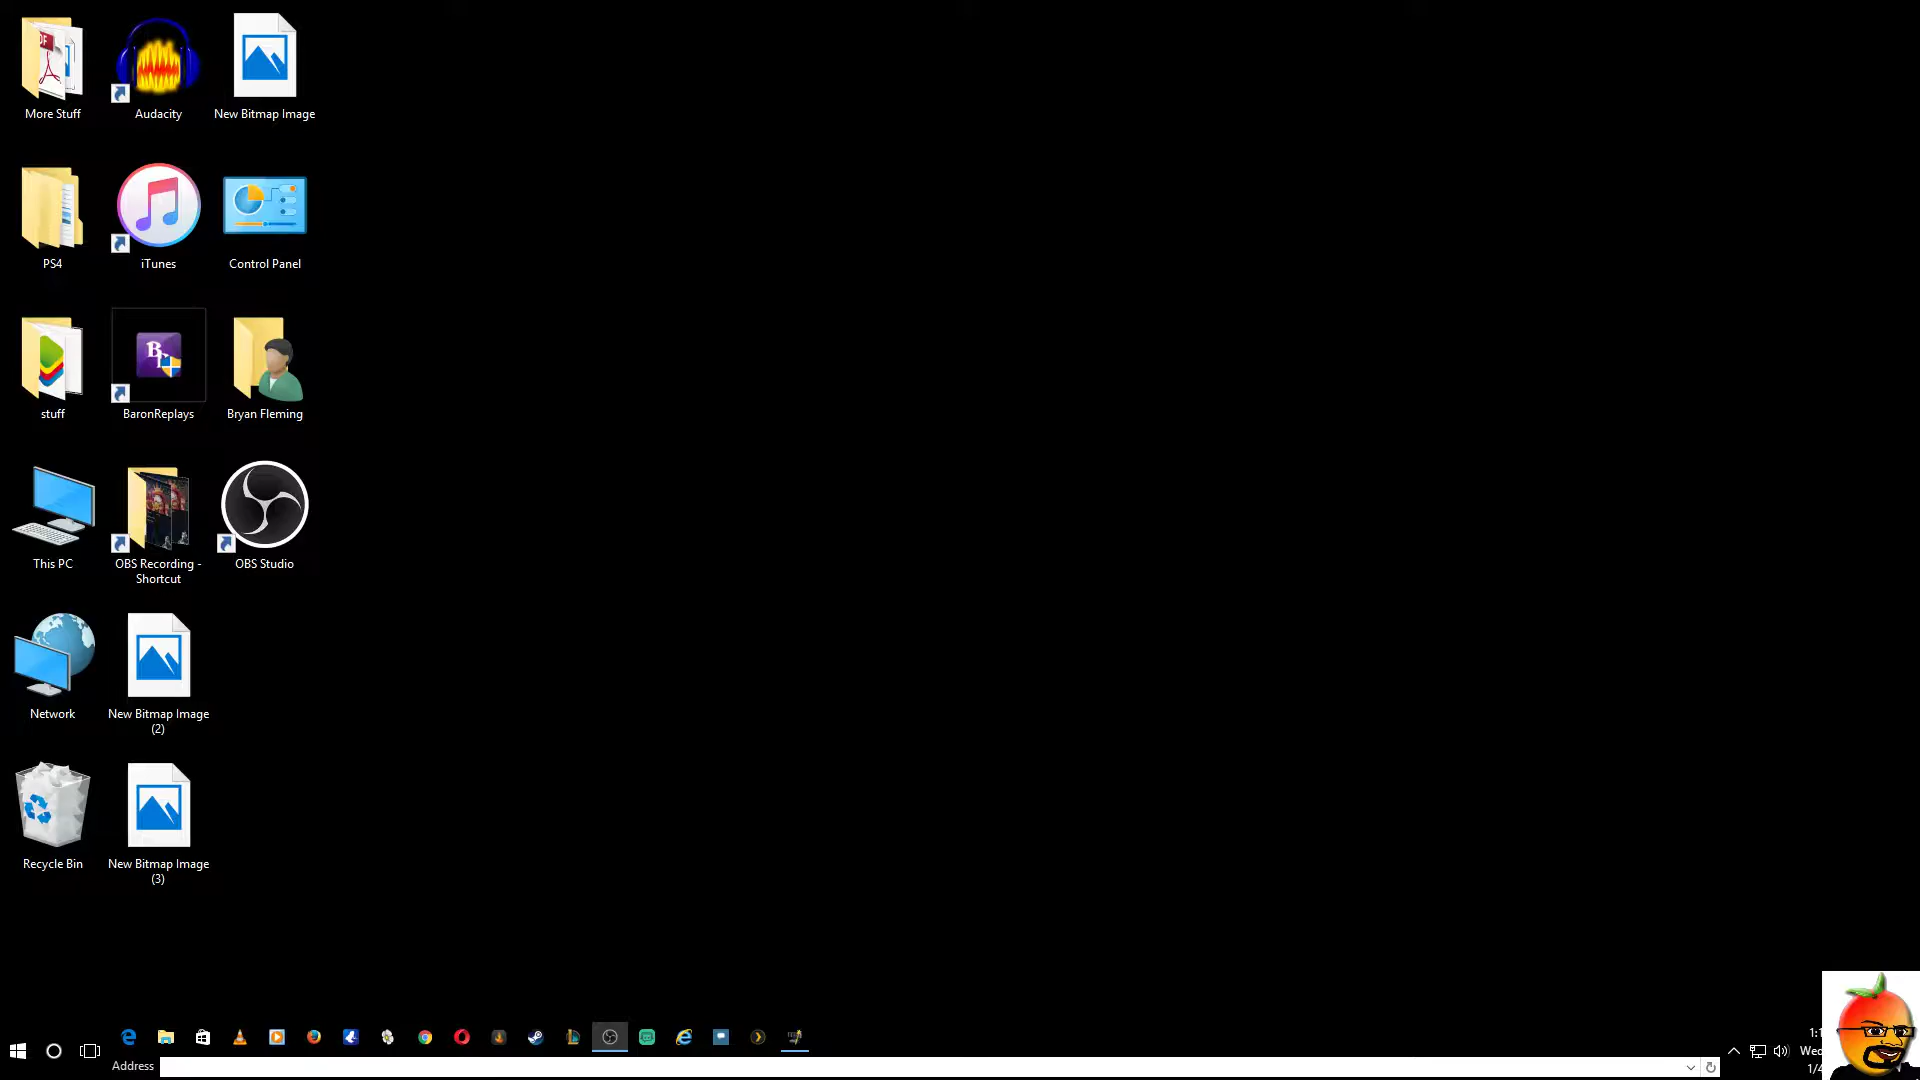 More Stuff
Audacity
New Bitmap Image
PS4
iTunes
Control Panel
stuff
BaronReplays
Bryan Fleming
This PC
OBS Recording -
Shortcut
OBS Studio
Network
New Bitmap Image
(2)
Recycle Bin
New Bitmap Image
(3)
Address